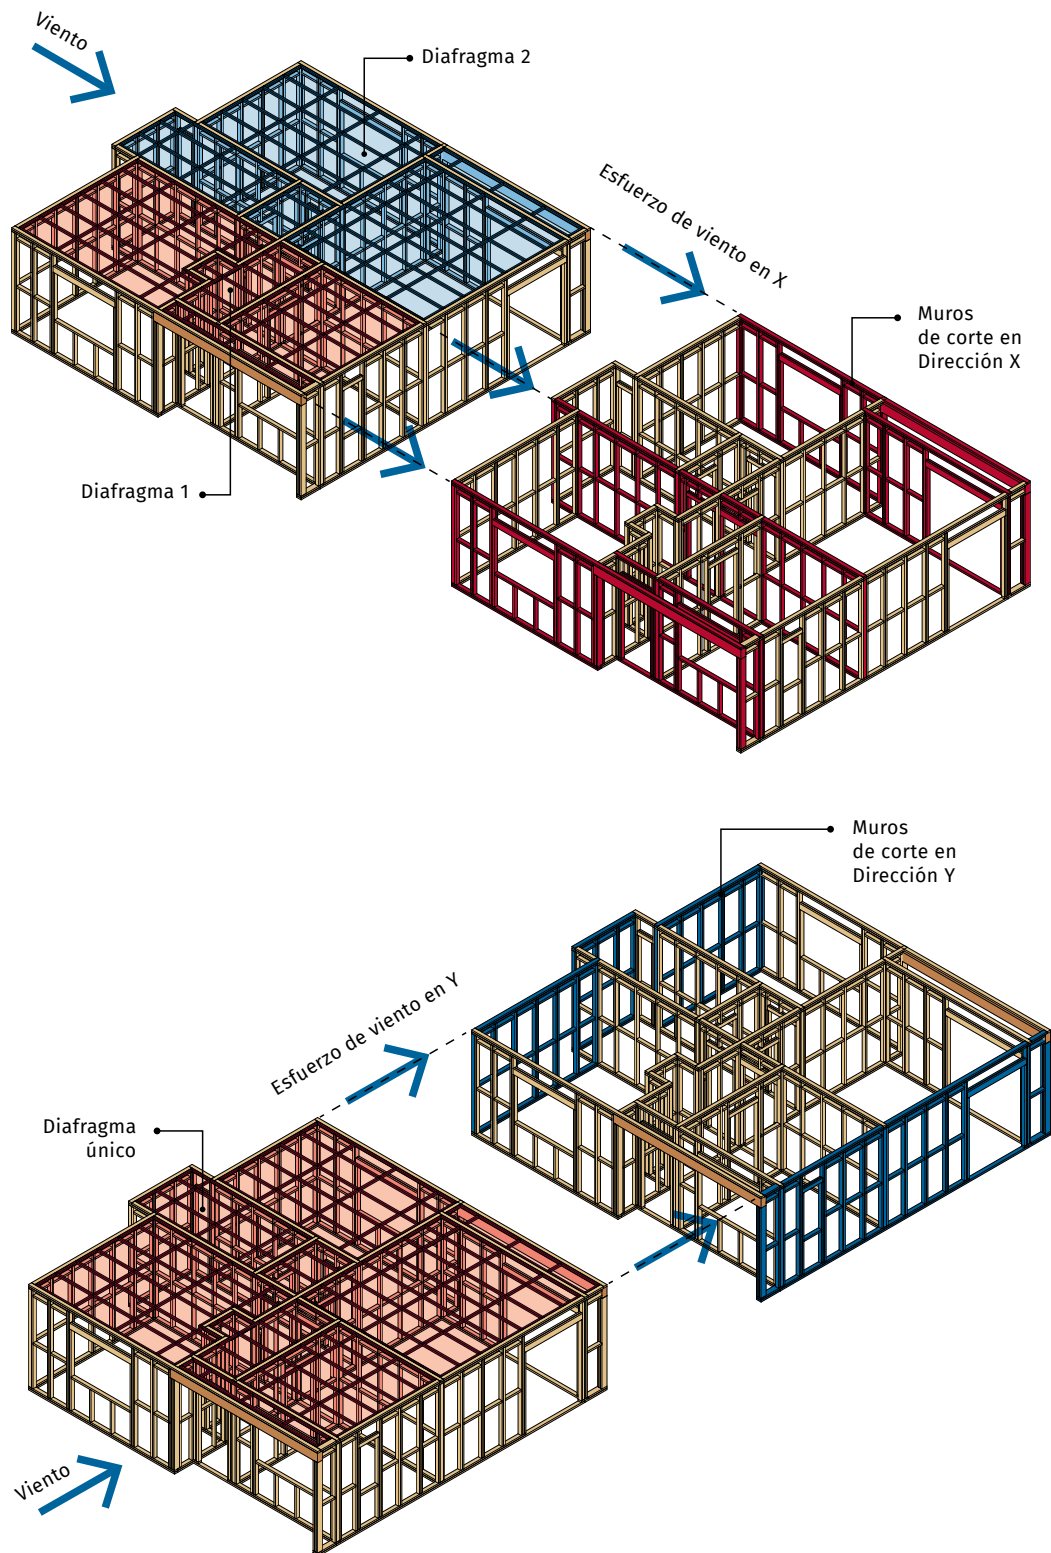 Viento
Diafragma 2
Esfuerzo de viento en X
Muros
de corte en
Dirección X
Diafragma 1
Muros
de corte en
Dirección Y
Esfuerzo de viento en Y
Diafragma
único
Viento